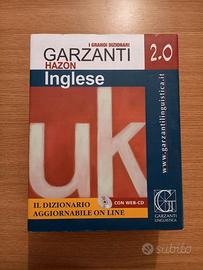 I GRANDI DIZIONARI
GARZANTI
2.0
HAZON
Inglese
www.garzantilinguistica.it
uk
IL DIZIONARIO
AGGIORNABILE ON LINE
CON WEB-CD
G
GARZANTI
LINGUISTICA
subito